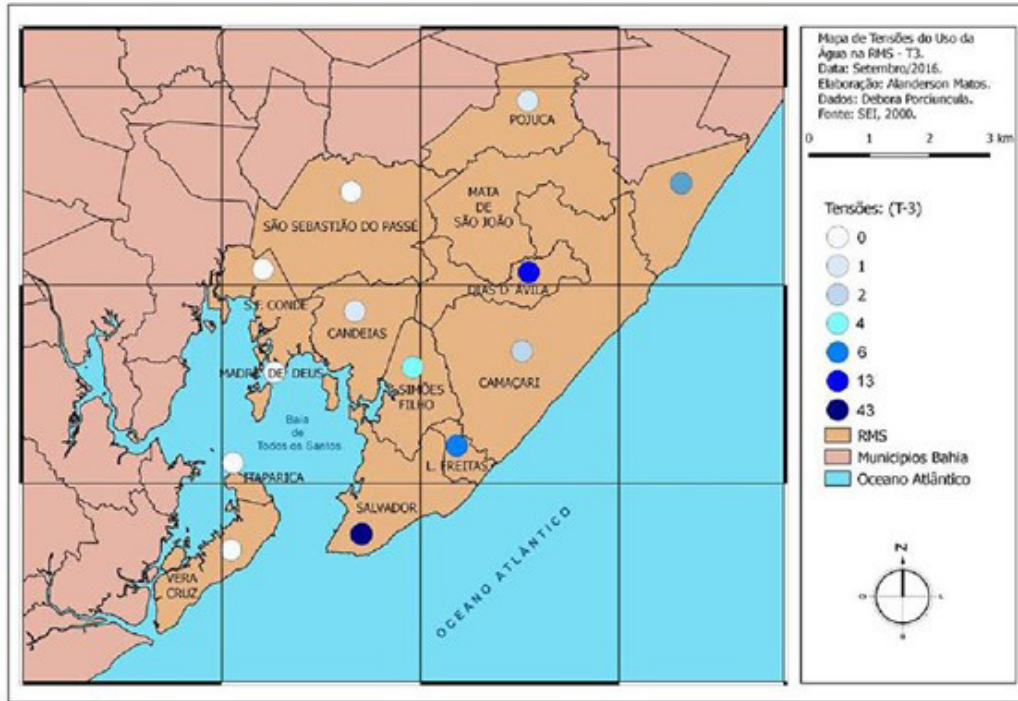 Mapa de Tensões do Uso da
Água na RMS - T3.
Data: Setembro/2016.
Elaboração: Alanderson Matos.
Dados: Debora Porciuncula.
Fonte: SEI, 2000.
0 1 2 3 km
Tensões: (T-3)
0
1
2
4
6
13
43
RMS
Municipios Bahia
Oceano Atlântico
N
O L
S
POJUCA
MATA
DE
SÃO JOÃO
SÃO SEBASTIÃO DO PASSÉ
DIAS D' AVILA
S.F. CONDE
CANDEIAS
MADRE DE DEUS
SIMÕES
FILHO
CAMAÇARI
Baia
de
Todos os Santos
L. FREITAS
ITAPARICA
SALVADOR
VERA
CRUZ
OCEANO ATLÂNTICO